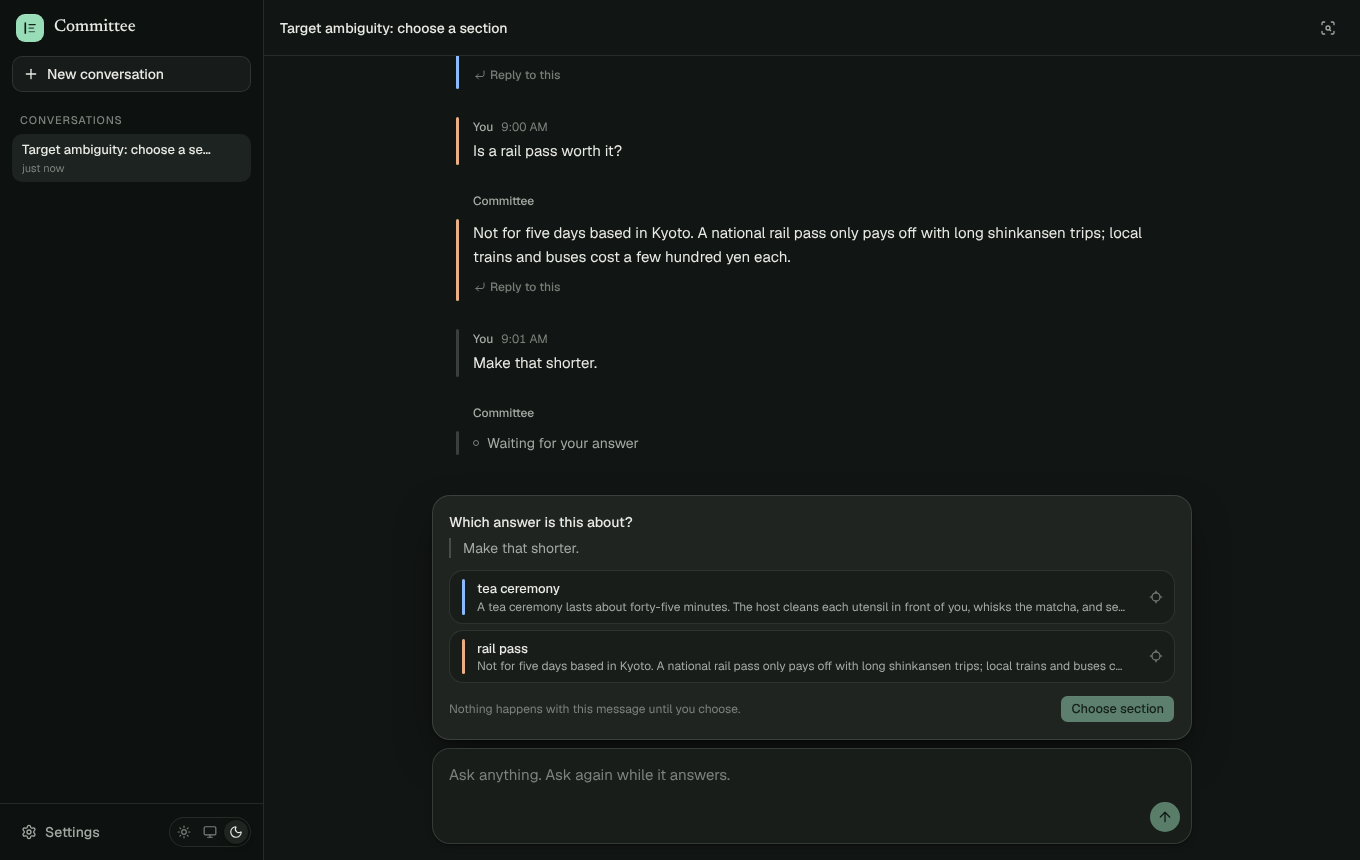 Committee
New conversation
CONVERSATIONS
Target ambiguity: choose a se…
just now
Settings
Target ambiguity: choose a section
Reply to this
You 9:00 AM
Is a rail pass worth it?
Committee
Not for five days based in Kyoto. A national rail pass only pays off with long shinkansen trips; local
trains and buses cost a few hundred yen each.
Reply to this
You 9:01 AM
Make that shorter.
Committee
Waiting for your answer
Which answer is this about?
Make that shorter.
tea ceremony
A tea ceremony lasts about forty-five minutes. The host cleans each utensil in front of you, whisks the matcha, and se…
rail pass
Not for five days based in Kyoto. A national rail pass only pays off with long shinkansen trips; local trains and buses c…
Nothing happens with this message until you choose.
Choose section
Ask anything. Ask again while it answers.